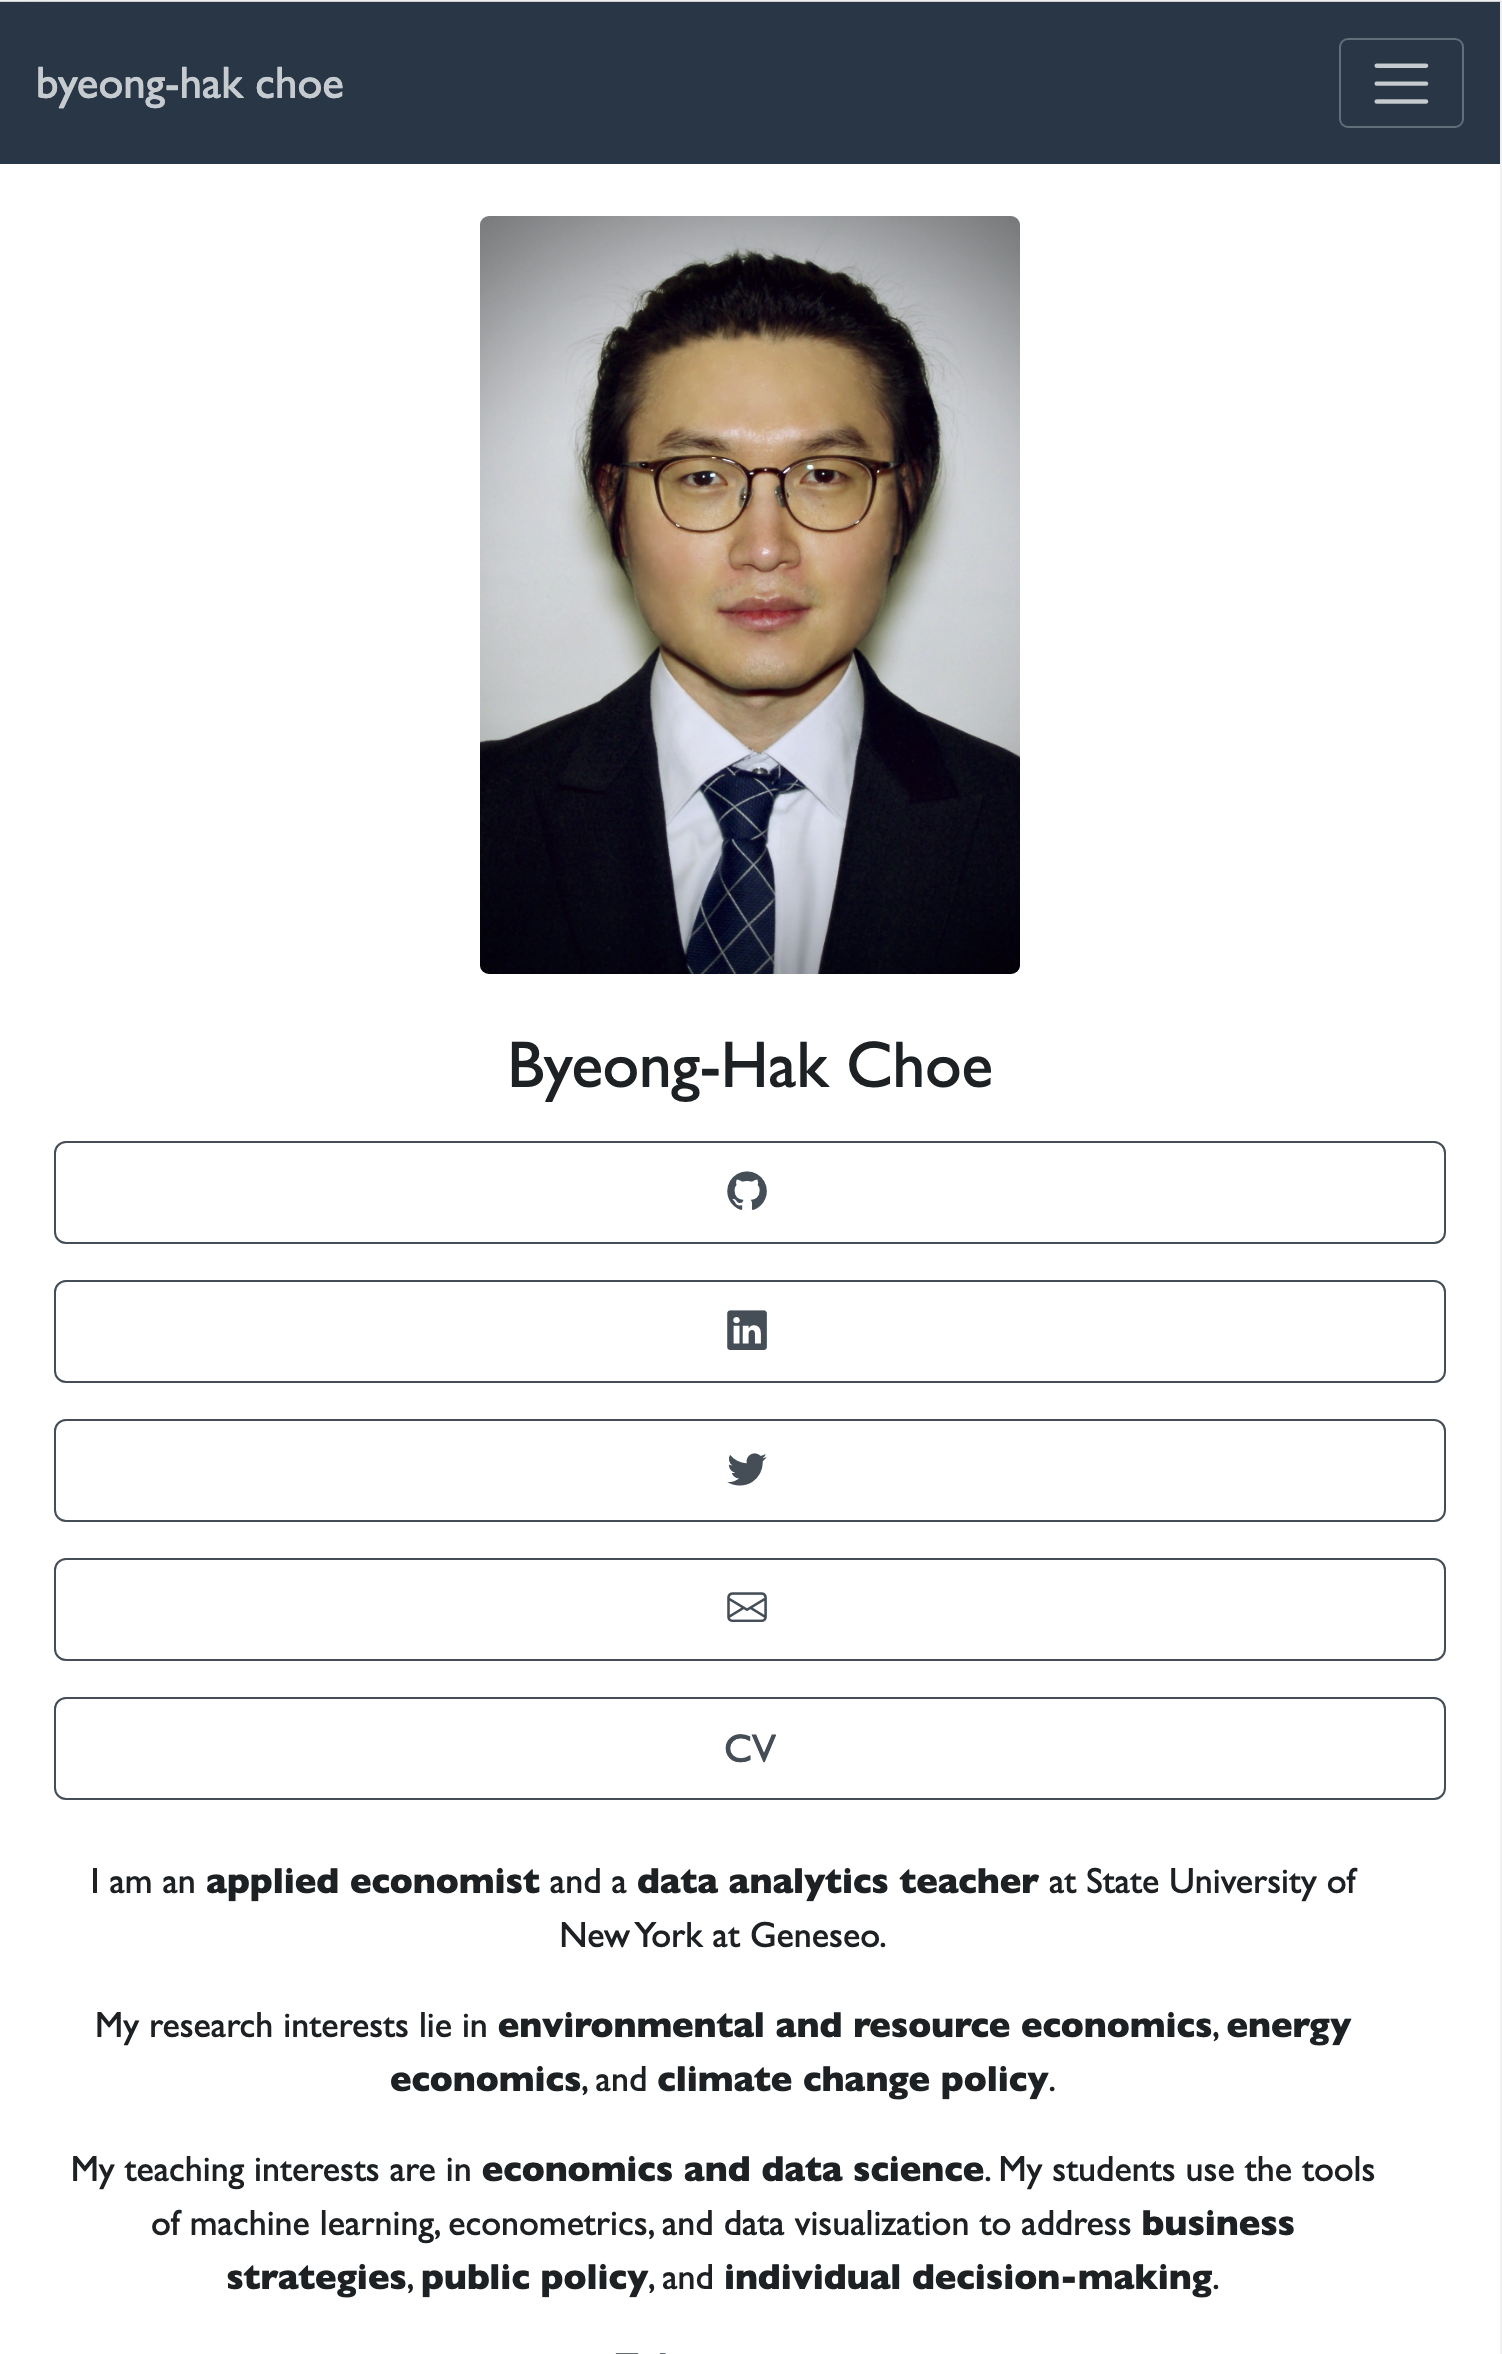 byeong-hak choe
Byeong-Hak Choe
in
CV
I am an applied economist and a data analytics teacher at State University of
New York at Geneseo.
My research interests lie in environmental and resource economics, energy
economics, and climate change policy.
My teaching interests are in economics and data science. My students use the tools
of machine learning, econometrics, and data visualization to address business
strategies, public policy, and individual decision-making.